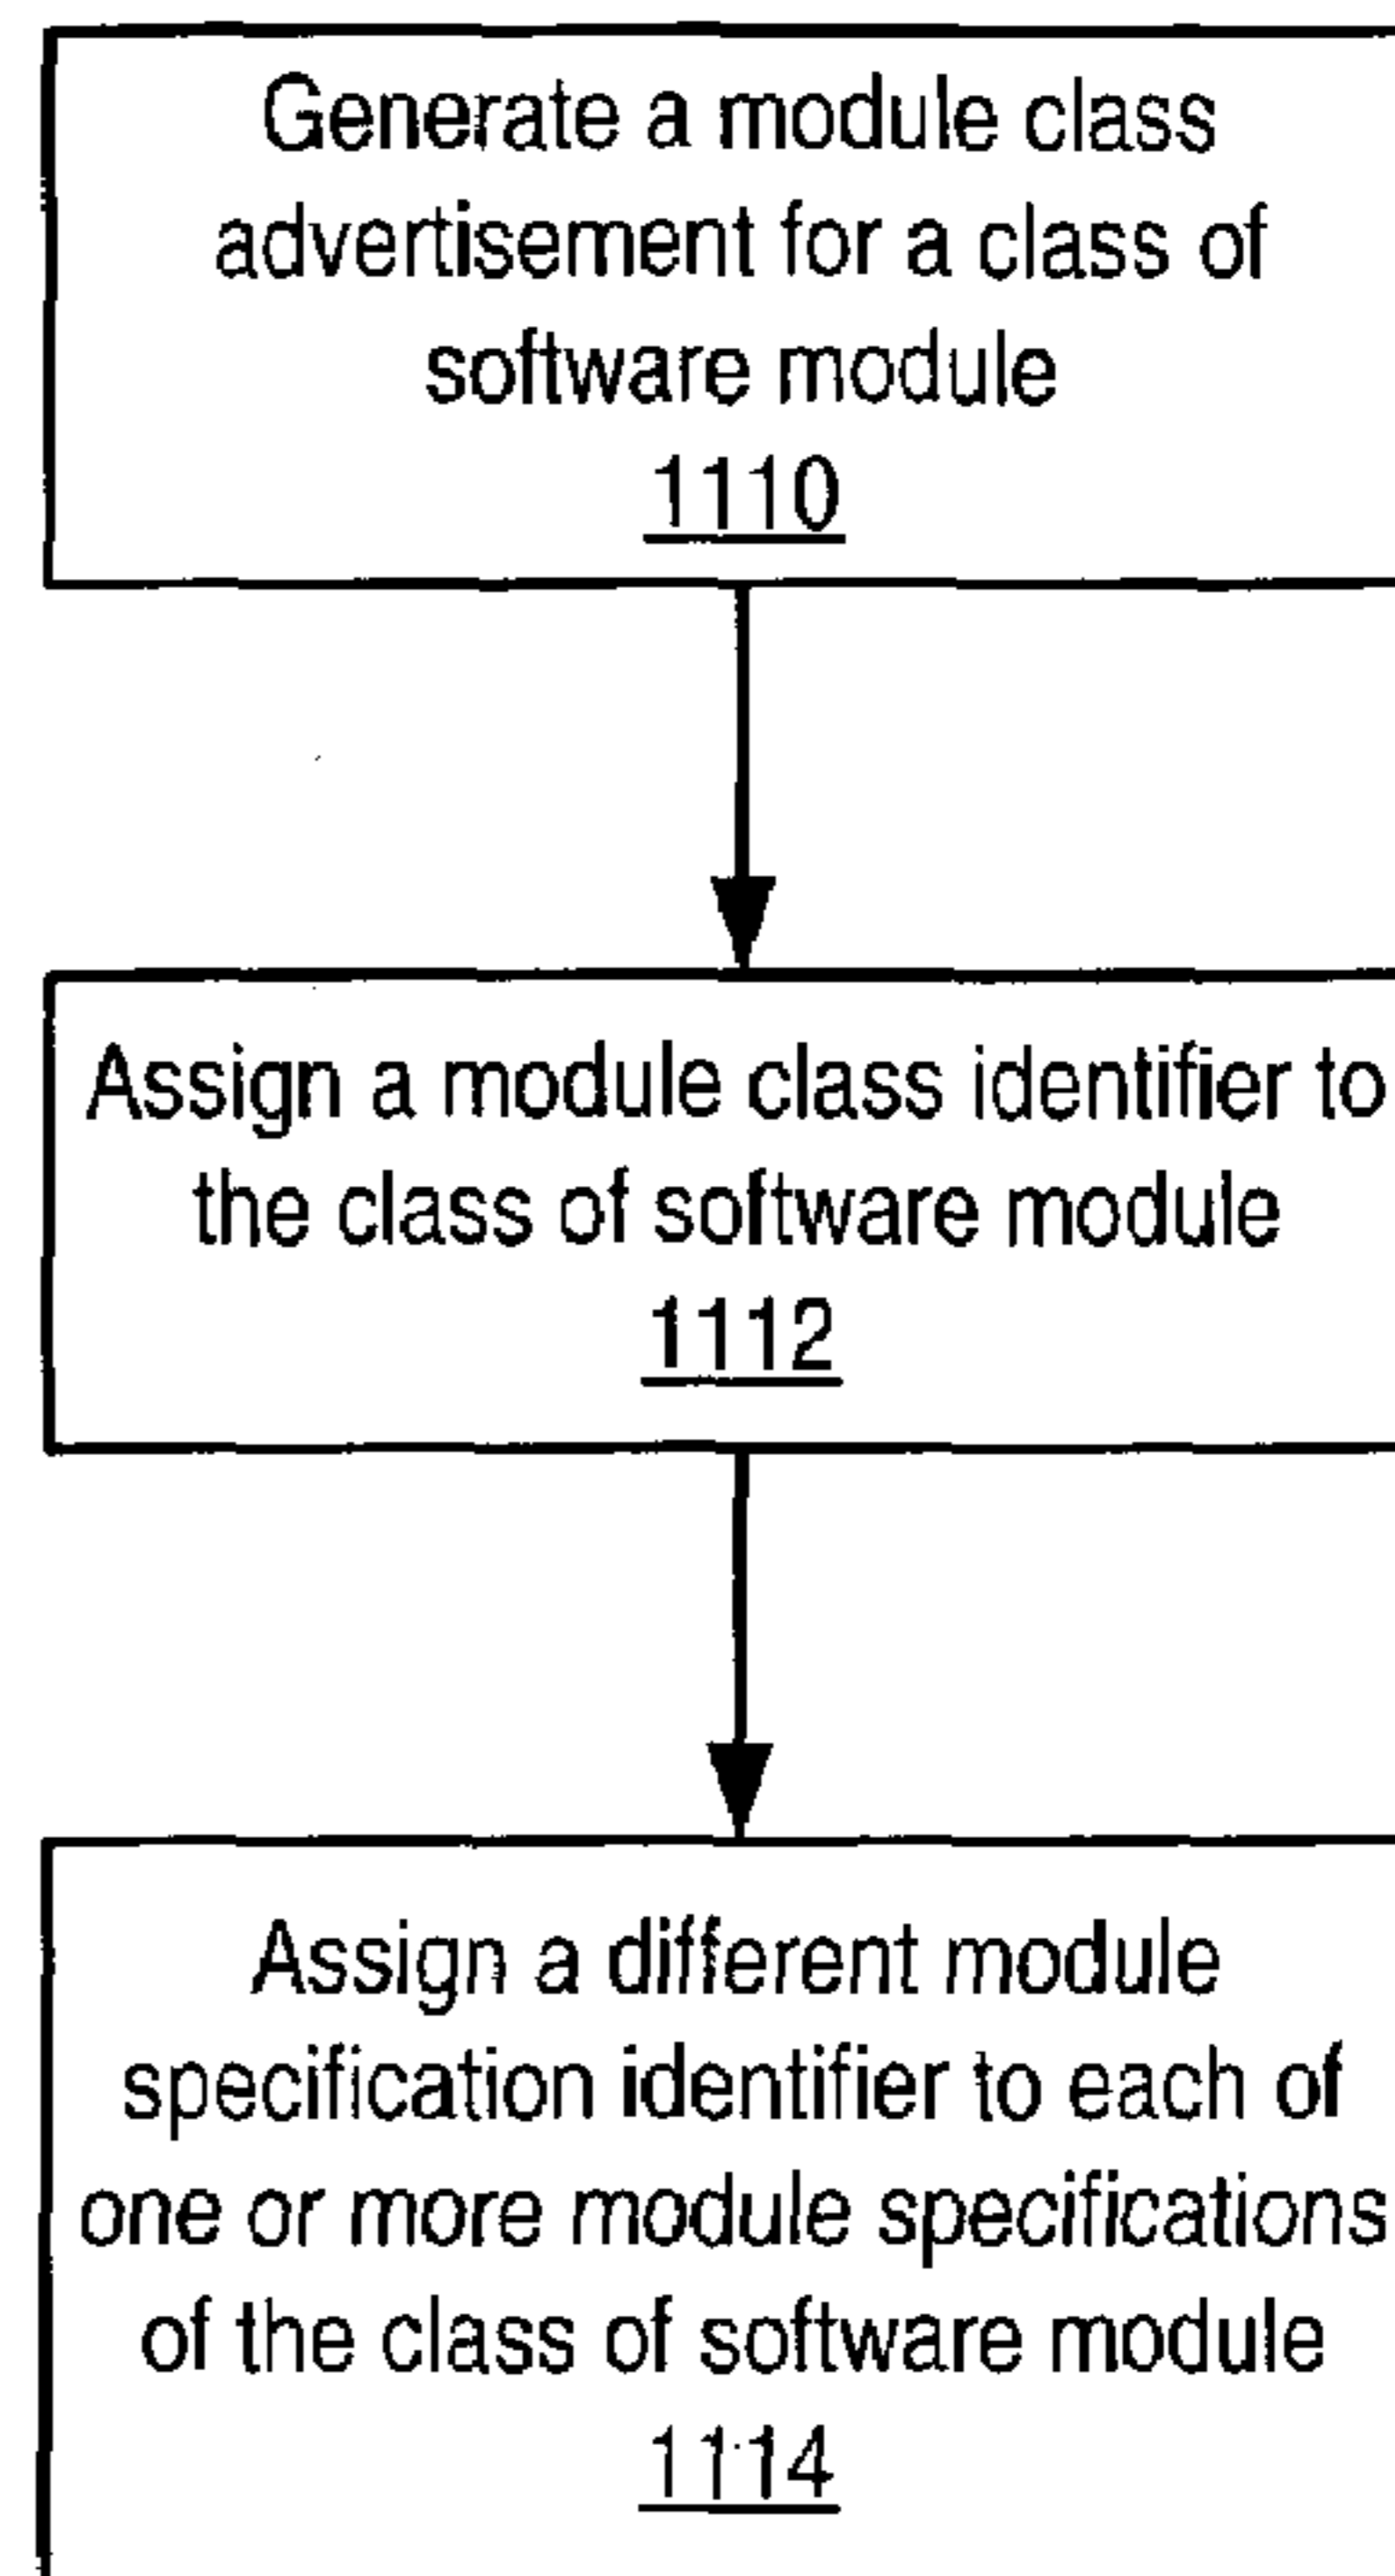 Generate a module class
advertisement for a class of
software module
1110
Assign a module class identifier to
the class of software module
1112
Assign a different module
specification identifier to each of
one or more module specifications
of the class of software module
1114